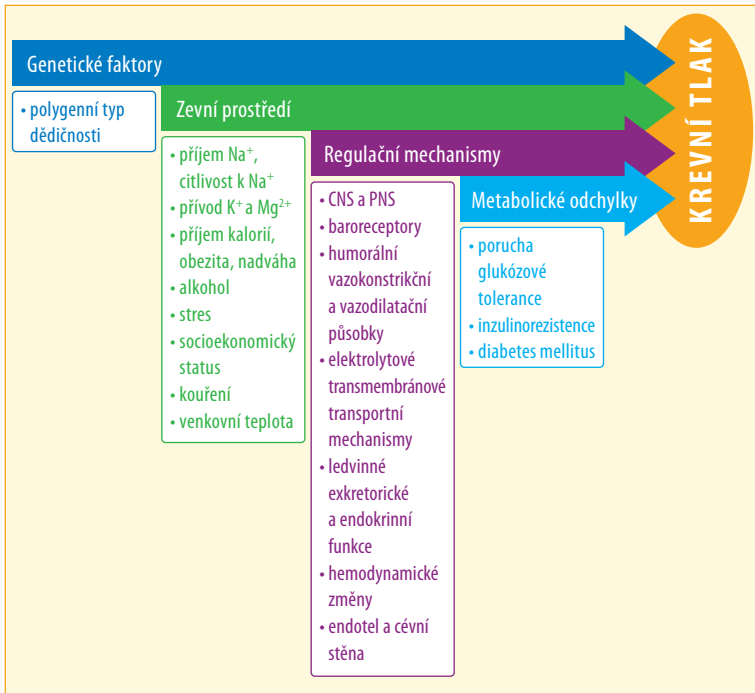 Genetické faktory
• polygenní typ
dědičnosti
Zevní prostředí
• příjem Na⁺,
citlivost k Na⁺
• přívod K⁺ a Mg²⁺
• příjem kalorií,
obezita, nadváha
• alkohol
• stres
• socioekonomický
status
• kouření
• venkovní teplota
Regulační mechanismy
• CNS a PNS
• baroreceptory
• humorální
vazokonstrikční
a vazodilatační
působky
• elektrolytové
transmembránové
transportní
mechanismy
• ledvinné
exkretorické
a endokrinní
funkce
• hemodynamické
změny
• endotel a cévní
stěna
Metabolické odchylky
• porucha
glukózové
tolerance
• inzulinorezistence
• diabetes mellitus
KREVNÍ TLAK